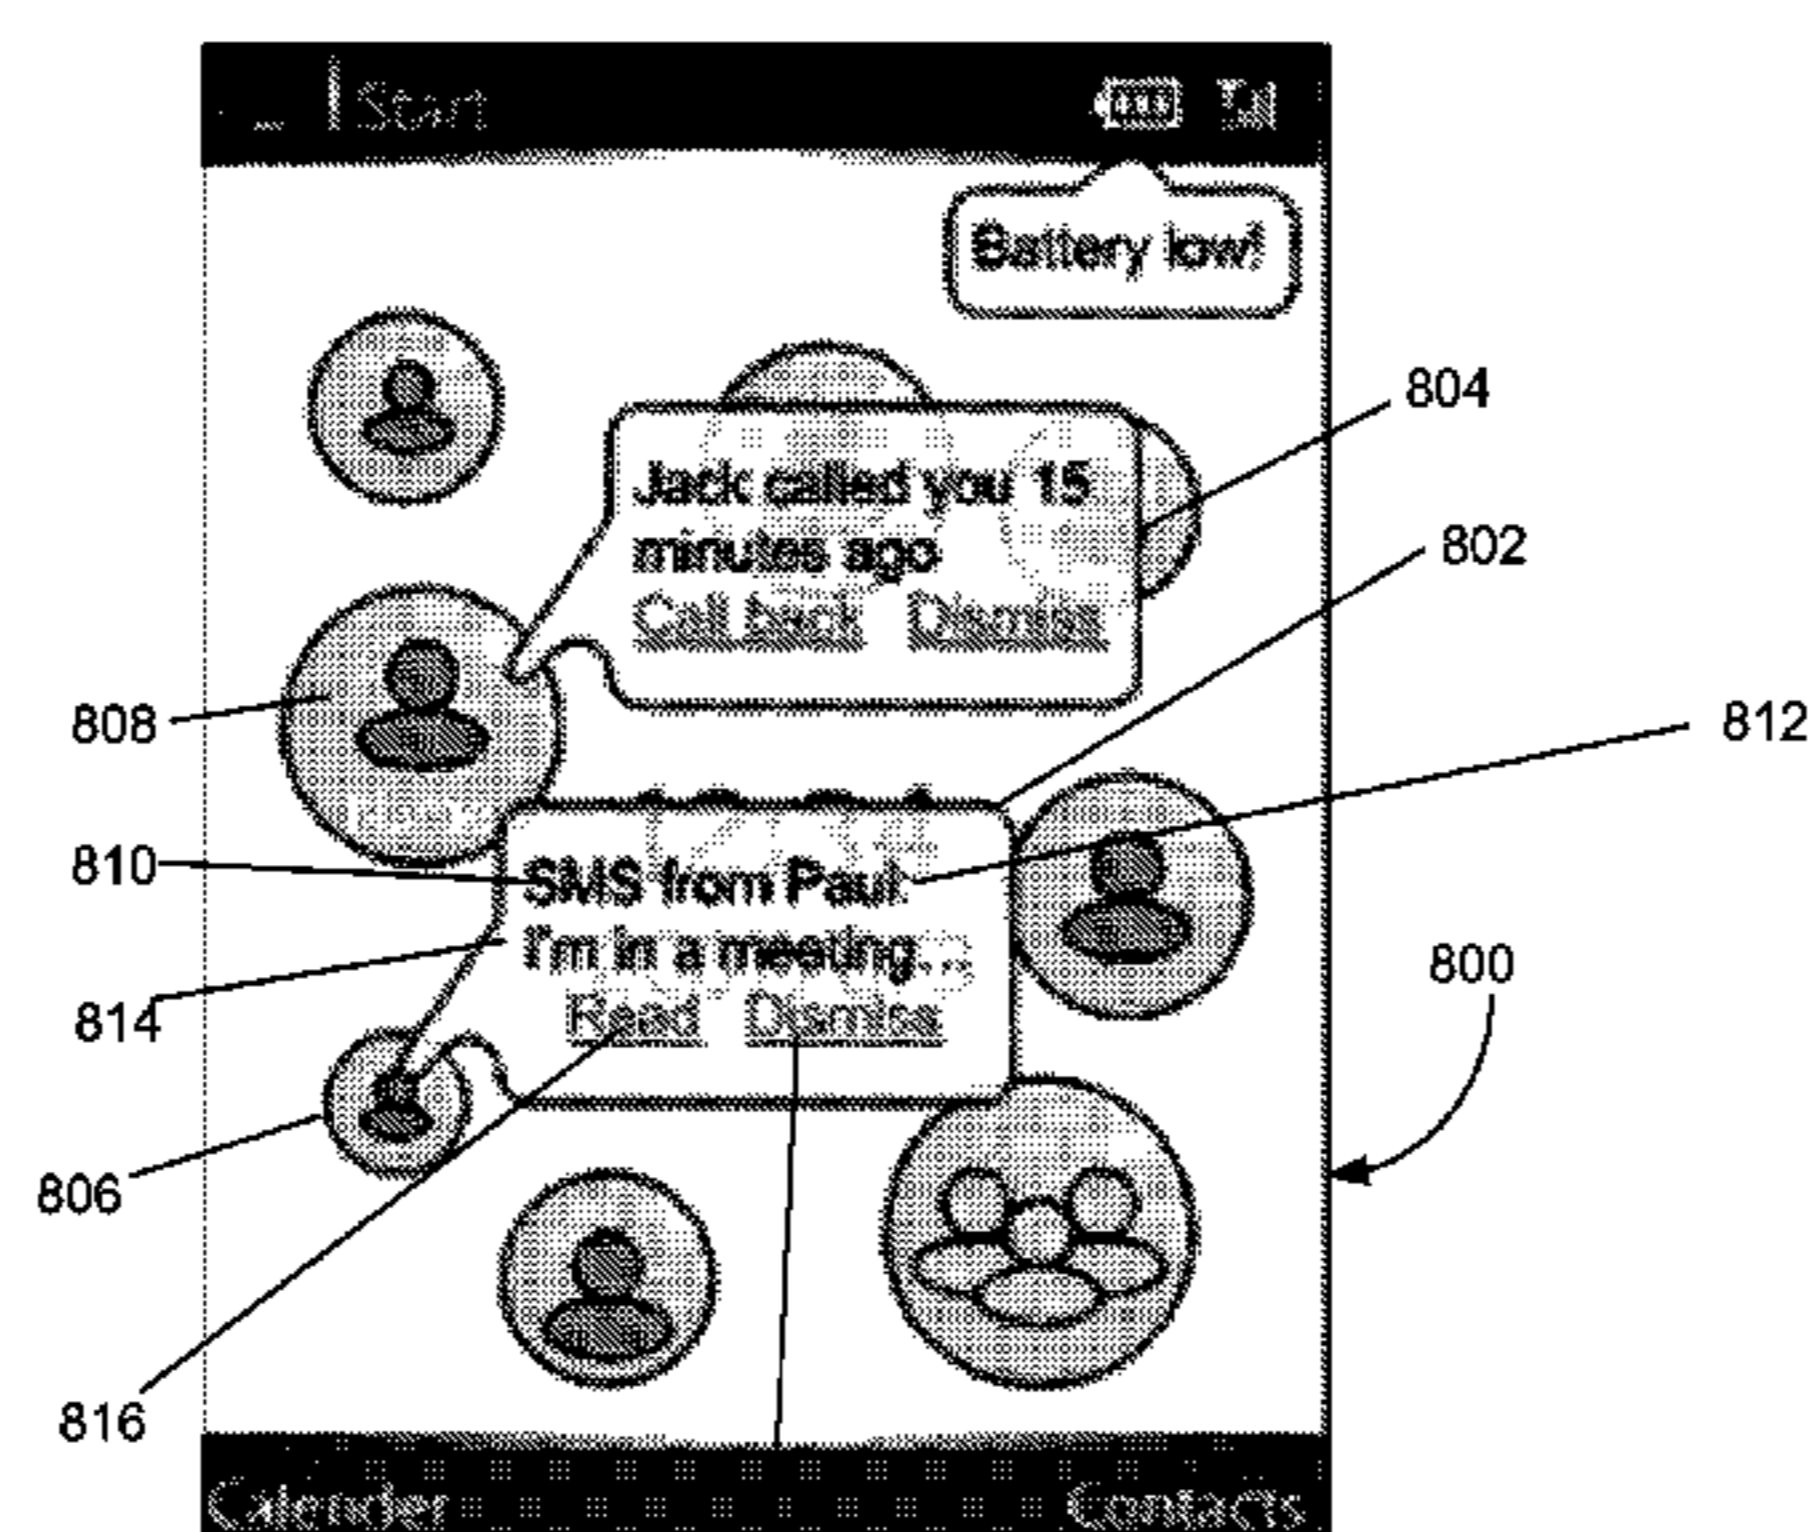 Start
Battery low!
804
Jack called you 15
minutes ago
Call back Dismiss
802
808
812
810
SMS from Paul:
I'm in a meeting...
Read Dismiss
800
814
806
816
Calender Contacts